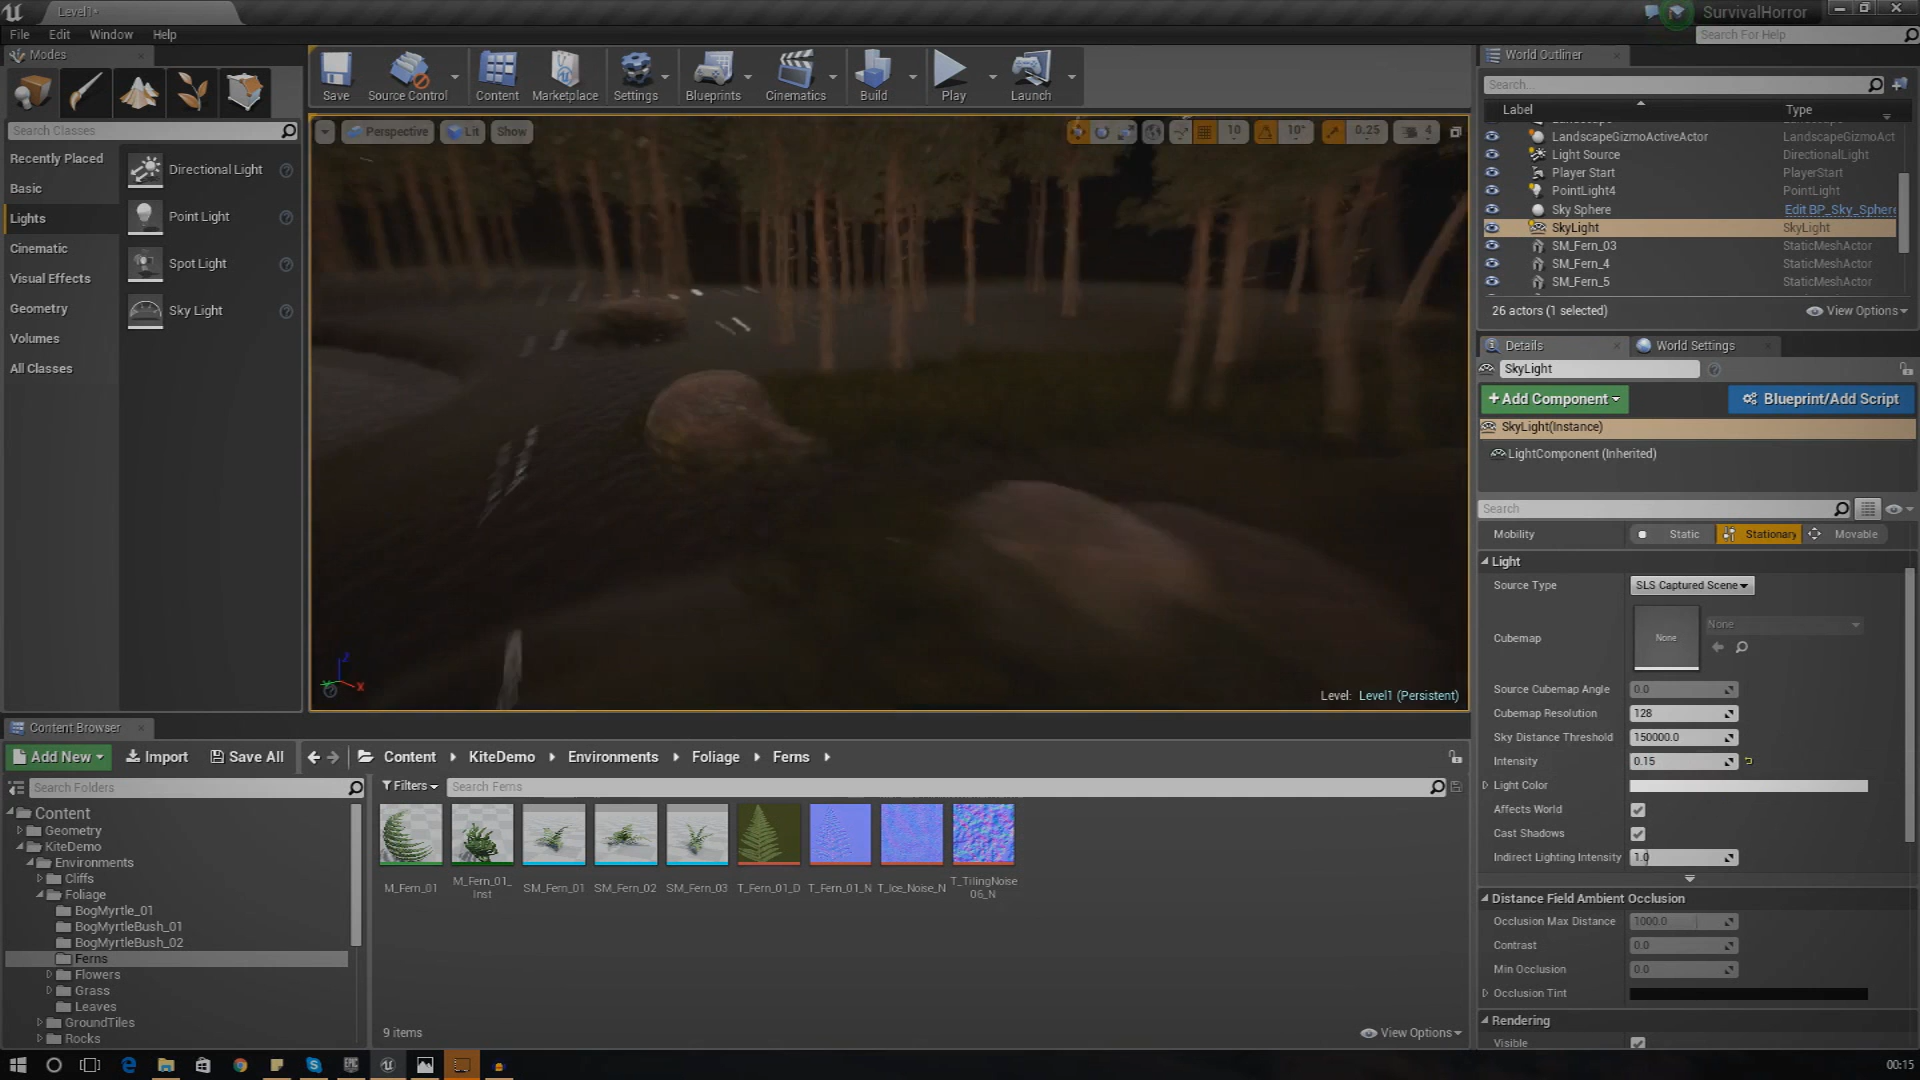 Level1*
SurvivalHorror
File Edit Window Help
Search For Help
Modes
Search Classes
Recently Placed
Basic
Lights
Cinematic
Visual Effects
Geometry
Volumes
All Classes
Directional Light
Point Light
Spot Light
Sky Light
Save
Source Control
Content
Marketplace
Settings
Blueprints
Cinematics
Build
Play
Launch
Perspective Lit Show
10 10° 0.25 4
Level: Level1 (Persistent)
World Outliner
Search...
Label Type
LandscapeGizmoActiveActor LandscapeGizmoAct
Light Source DirectionalLight
Player Start PlayerStart
PointLight4 PointLight
Sky Sphere Edit BP_Sky_Sphere
SkyLight SkyLight
SM_Fern_03 StaticMeshActor
SM_Fern_4 StaticMeshActor
SM_Fern_5 StaticMeshActor
26 actors (1 selected) View Options
Details World Settings
SkyLight
+Add Component Blueprint/Add Script
SkyLight(Instance)
LightComponent (Inherited)
Search
Mobility Static Stationary Movable
Light
Source Type SLS Captured Scene
Cubemap None None
Source Cubemap Angle 0.0
Cubemap Resolution 128
Sky Distance Threshold 150000.0
Intensity 0.15
Light Color
Affects World
Cast Shadows
Indirect Lighting Intensity 1.0
Distance Field Ambient Occlusion
Occlusion Max Distance 1000.0
Contrast 0.0
Min Occlusion 0.0
Occlusion Tint
Rendering
Visible
Content Browser
Add New Import Save All Content KiteDemo Environments Foliage Ferns
Search Folders
Filters Search Ferns
Content
Geometry
KiteDemo
Environments
Cliffs
Foliage
BogMyrtle_01
BogMyrtleBush_01
BogMyrtleBush_02
Ferns
Flowers
Grass
Leaves
GroundTiles
Rocks
M_Fern_01
M_Fern_01_
Inst
SM_Fern_01
SM_Fern_02
SM_Fern_03
T_Fern_01_D
T_Fern_01_N
T_Ice_Noise_N
T_TilingNoise
06_N
9 items View Options
00:15